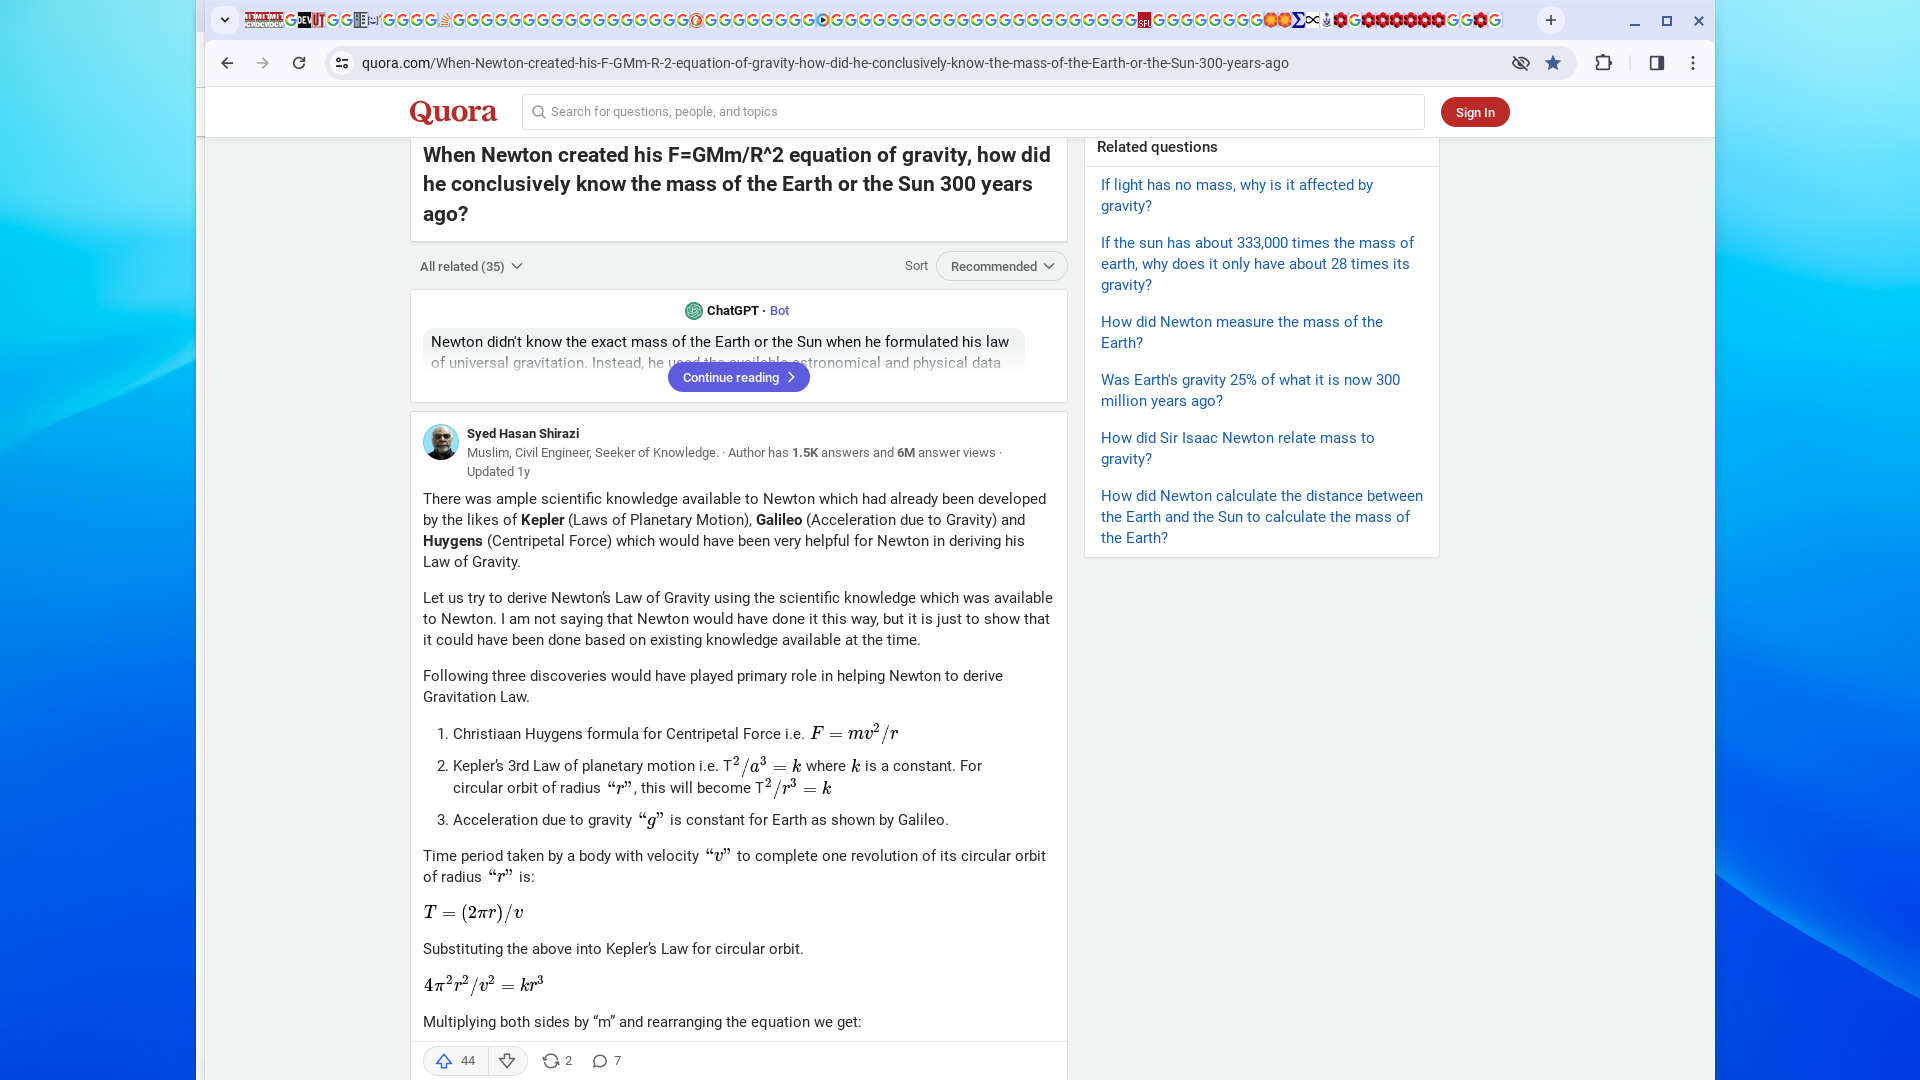 quora.com/When-Newton-created-his-F-GMm-R-2-equation-of-gravity-how-did-he-conclusively-know-the-mass-of-the-Earth-or-the-Sun-300-years-ago
Quora
Search for questions, people, and topics
Sign In
When Newton created his F=GMm/R^2 equation of gravity, how did
he conclusively know the mass of the Earth or the Sun 300 years
ago?
All related (35)
Sort
Recommended
ChatGPT · Bot
Newton didn't know the exact mass of the Earth or the Sun when he formulated his law
of universal gravitation. Instead, he used the available astronomical and physical data
Continue reading
Syed Hasan Shirazi
Muslim, Civil Engineer, Seeker of Knowledge. · Author has 1.5K answers and 6M answer views ·
Updated 1y
There was ample scientific knowledge available to Newton which had already been developed
by the likes of Kepler (Laws of Planetary Motion), Galileo (Acceleration due to Gravity) and
Huygens (Centripetal Force) which would have been very helpful for Newton in deriving his
Law of Gravity.
Let us try to derive Newton's Law of Gravity using the scientific knowledge which was available
to Newton. I am not saying that Newton would have done it this way, but it is just to show that
it could have been done based on existing knowledge available at the time.
Following three discoveries would have played primary role in helping Newton to derive
Gravitation Law.
1. Christiaan Huygens formula for Centripetal Force i.e. F = mv²/r
2. Kepler's 3rd Law of planetary motion i.e. T²/a³ = k where k is a constant. For
circular orbit of radius “r”, this will become T²/r³ = k
3. Acceleration due to gravity “g” is constant for Earth as shown by Galileo.
Time period taken by a body with velocity “v” to complete one revolution of its circular orbit
of radius “r” is:
T = (2πr)/v
Substituting the above into Kepler's Law for circular orbit.
4π²r²/v² = kr³
Multiplying both sides by “m” and rearranging the equation we get:
44
2
7
Related questions
If light has no mass, why is it affected by
gravity?
If the sun has about 333,000 times the mass of
earth, why does it only have about 28 times its
gravity?
How did Newton measure the mass of the
Earth?
Was Earth's gravity 25% of what it is now 300
million years ago?
How did Sir Isaac Newton relate mass to
gravity?
How did Newton calculate the distance between
the Earth and the Sun to calculate the mass of
the Earth?